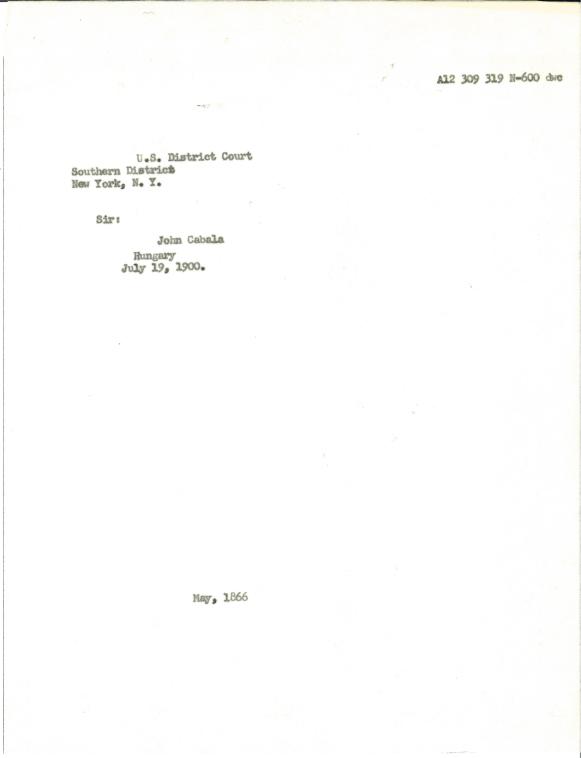 A12 309 319 N-600 dwc
U.S. District Court
Southern District
New York, N. Y.
Sir:
John Cabala
Hungary
July 19, 1900.
May, 1866